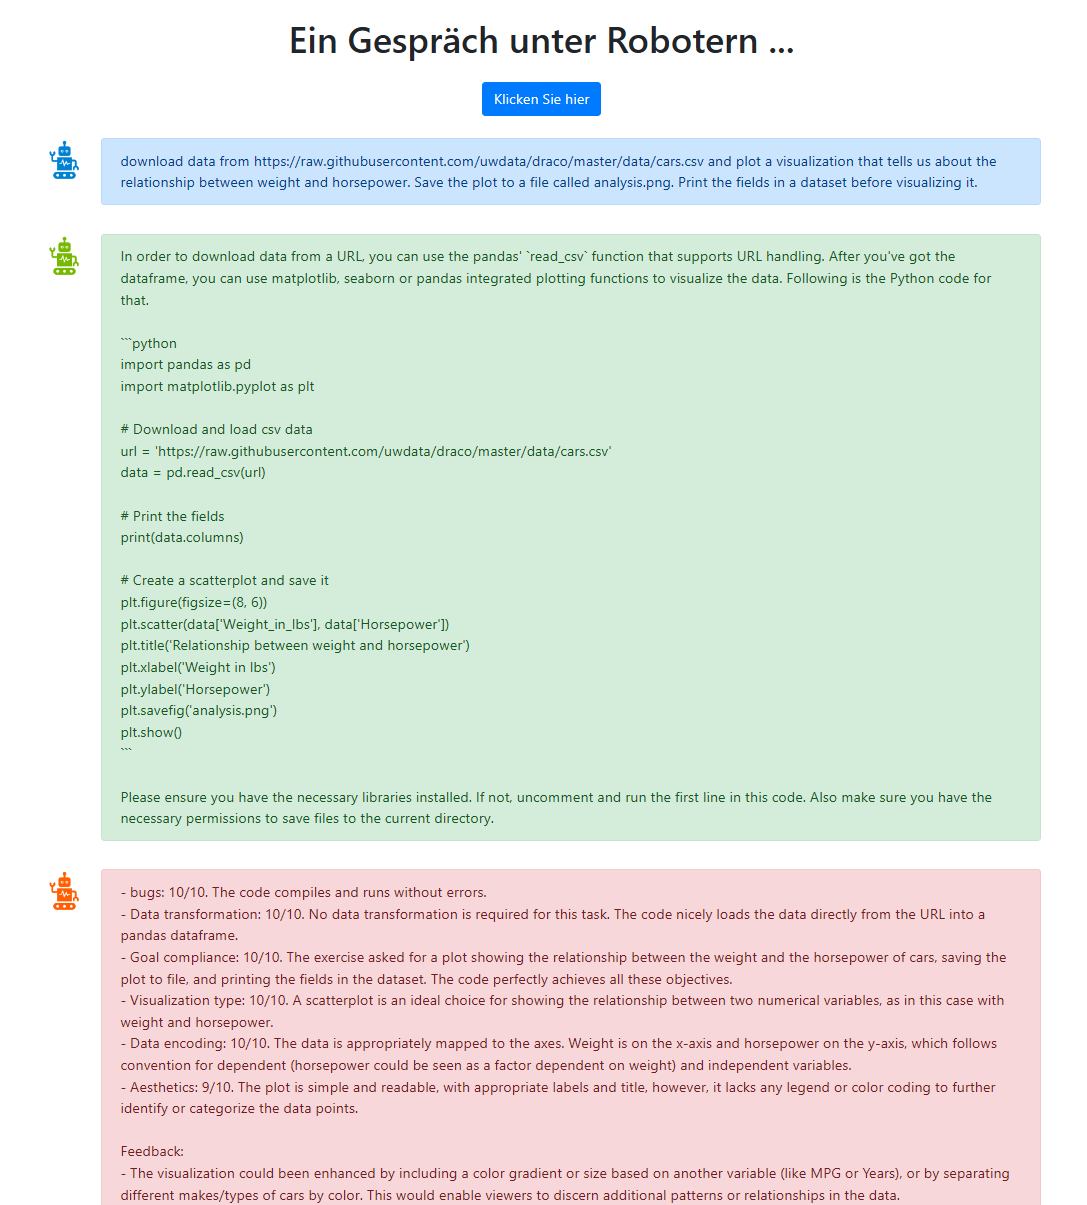 Ein Gespräch unter Robotern ...
Klicken Sie hier
download data from https://raw.githubusercontent.com/uwdata/draco/master/data/cars.csv and plot a visualization that tells us about the
relationship between weight and horsepower. Save the plot to a file called analysis.png. Print the fields in a dataset before visualizing it.
In order to download data from a URL, you can use the pandas' `read_csv` function that supports URL handling. After you've got the
dataframe, you can use matplotlib, seaborn or pandas integrated plotting functions to visualize the data. Following is the Python code for
that.
```python
import pandas as pd
import matplotlib.pyplot as plt
# Download and load csv data
url = 'https://raw.githubusercontent.com/uwdata/draco/master/data/cars.csv'
data = pd.read_csv(url)
# Print the fields
print(data.columns)
# Create a scatterplot and save it
plt.figure(figsize=(8, 6))
plt.scatter(data['Weight_in_lbs'], data['Horsepower'])
plt.title('Relationship between weight and horsepower')
plt.xlabel('Weight in lbs')
plt.ylabel('Horsepower')
plt.savefig('analysis.png')
plt.show()
```
Please ensure you have the necessary libraries installed. If not, uncomment and run the first line in this code. Also make sure you have the
necessary permissions to save files to the current directory.
- bugs: 10/10. The code compiles and runs without errors.
- Data transformation: 10/10. No data transformation is required for this task. The code nicely loads the data directly from the URL into a
pandas dataframe.
- Goal compliance: 10/10. The exercise asked for a plot showing the relationship between the weight and the horsepower of cars, saving the
plot to file, and printing the fields in the dataset. The code perfectly achieves all these objectives.
- Visualization type: 10/10. A scatterplot is an ideal choice for showing the relationship between two numerical variables, as in this case with
weight and horsepower.
- Data encoding: 10/10. The data is appropriately mapped to the axes. Weight is on the x-axis and horsepower on the y-axis, which follows
convention for dependent (horsepower could be seen as a factor dependent on weight) and independent variables.
- Aesthetics: 9/10. The plot is simple and readable, with appropriate labels and title, however, it lacks any legend or color coding to further
identify or categorize the data points.
Feedback:
- The visualization could been enhanced by including a color gradient or size based on another variable (like MPG or Years), or by separating
different makes/types of cars by color. This would enable viewers to discern additional patterns or relationships in the data.